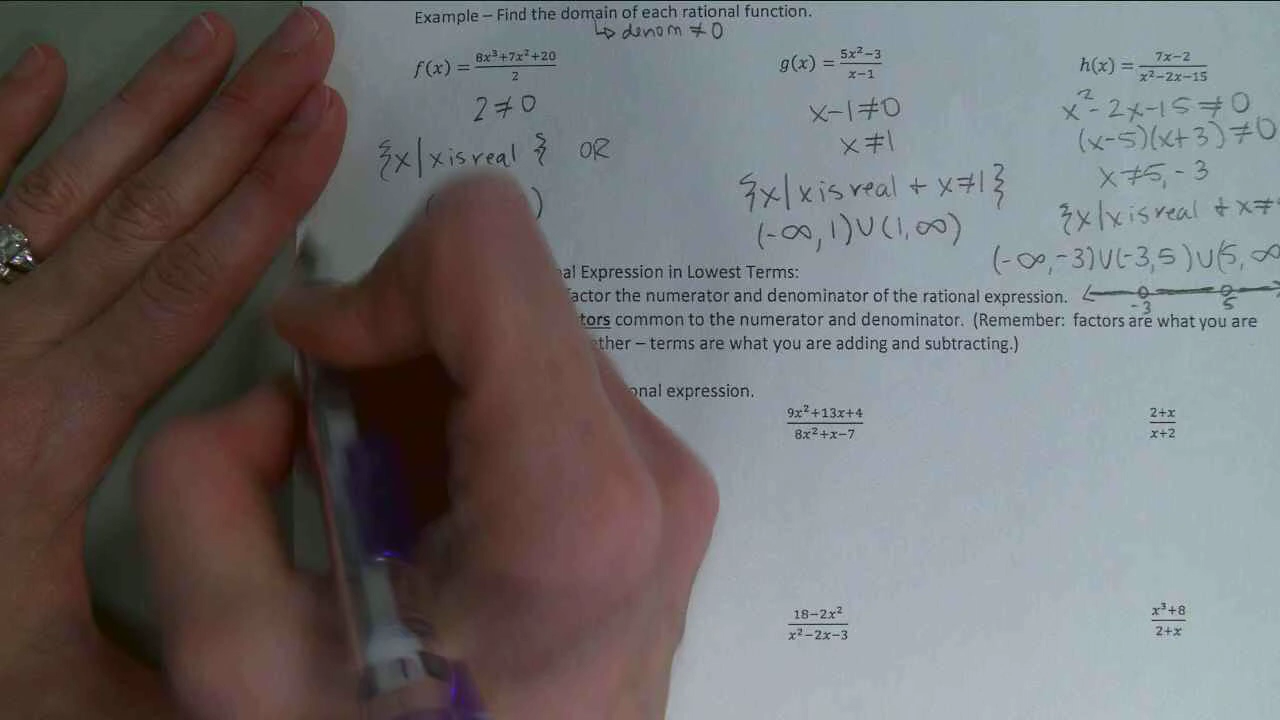 Example – Find the domain of each rational function.
↳ denom ≠ 0
f(x) = (8x³+7x²+20)/2
2 ≠ 0
{x | x is real } OR
( )
g(x) = (5x²−3)/(x−1)
x-1≠0
x ≠ 1
{x | x is real + x≠1}
(-∞, 1) ∪ (1, ∞)
h(x) = (7x−2)/(x²−2x−15)
x² - 2x - 15 ≠ 0
(x-5)(x+3) ≠ 0
x ≠ 5, -3
{x | x is real + x≠
(-∞, -3) ∪ (-3, 5) ∪ (5, ∞
-3 5
Expression in Lowest Terms:
factor the numerator and denominator of the rational expression.
common to the numerator and denominator. (Remember: factors are what you are
– terms are what you are adding and subtracting.)
expression.
(9x²+13x+4)/(8x²+x−7)
(2+x)/(x+2)
(18−2x²)/(x²−2x−3)
(x³+8)/(2+x)